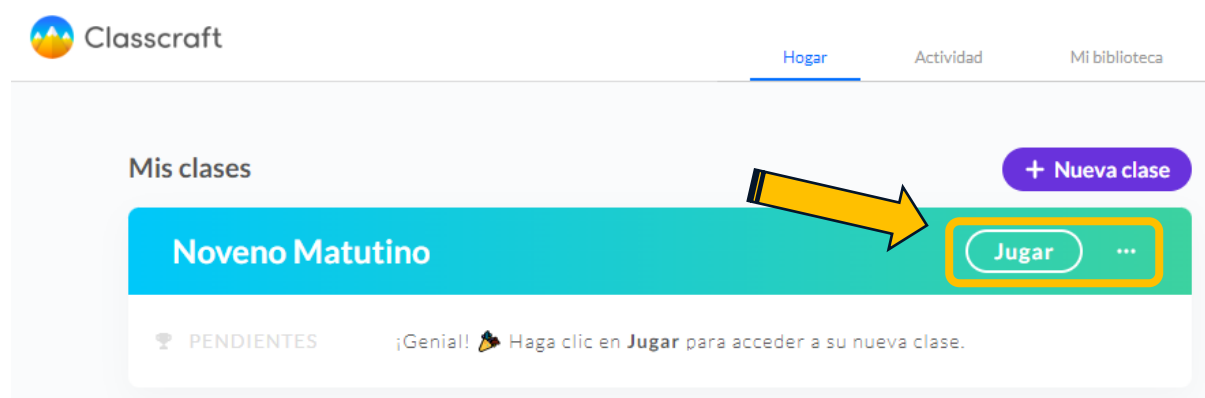 Classcraft
Hogar Actividad Mi biblioteca
Mis clases
+ Nueva clase
Noveno Matutino
Jugar ...
PENDIENTES
¡Genial! 🎉 Haga clic en Jugar para acceder a su nueva clase.